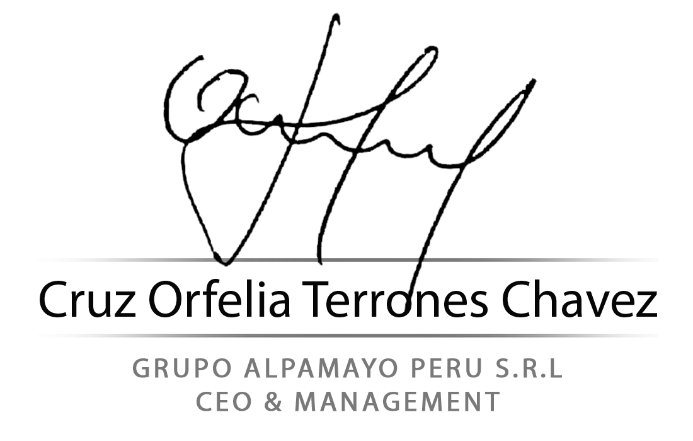 Cruz Orfelia Terrones Chavez
GRUPO ALPAMAYO PERU S.R.L
CEO & MANAGEMENT